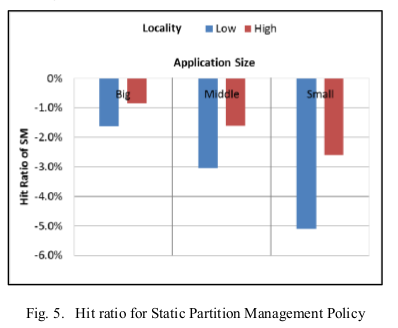 Locality Low High
Application Size
0%
Big Middle Small
-1.0%
-2.0%
-3.0%
-4.0%
-5.0%
-6.0%
Hit Ratio of SM
Fig. 5. Hit ratio for Static Partition Management Policy